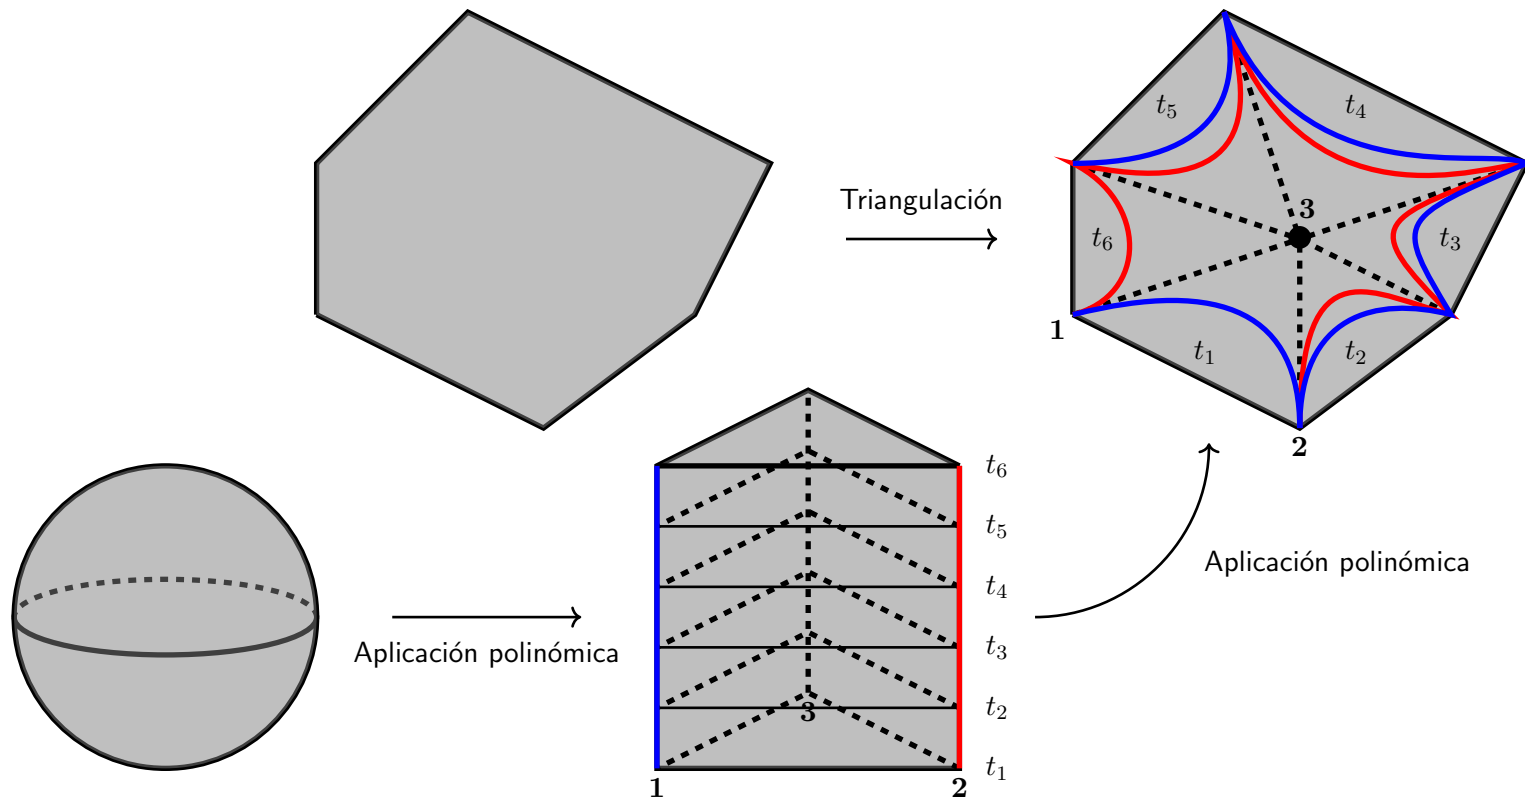 t₅
t₄
Triangulación
3
t₆
t₃
1
t₁
t₂
2
t₆
t₅
Aplicación polinómica
t₄
Aplicación polinómica
t₃
3
t₂
t₁
1
2